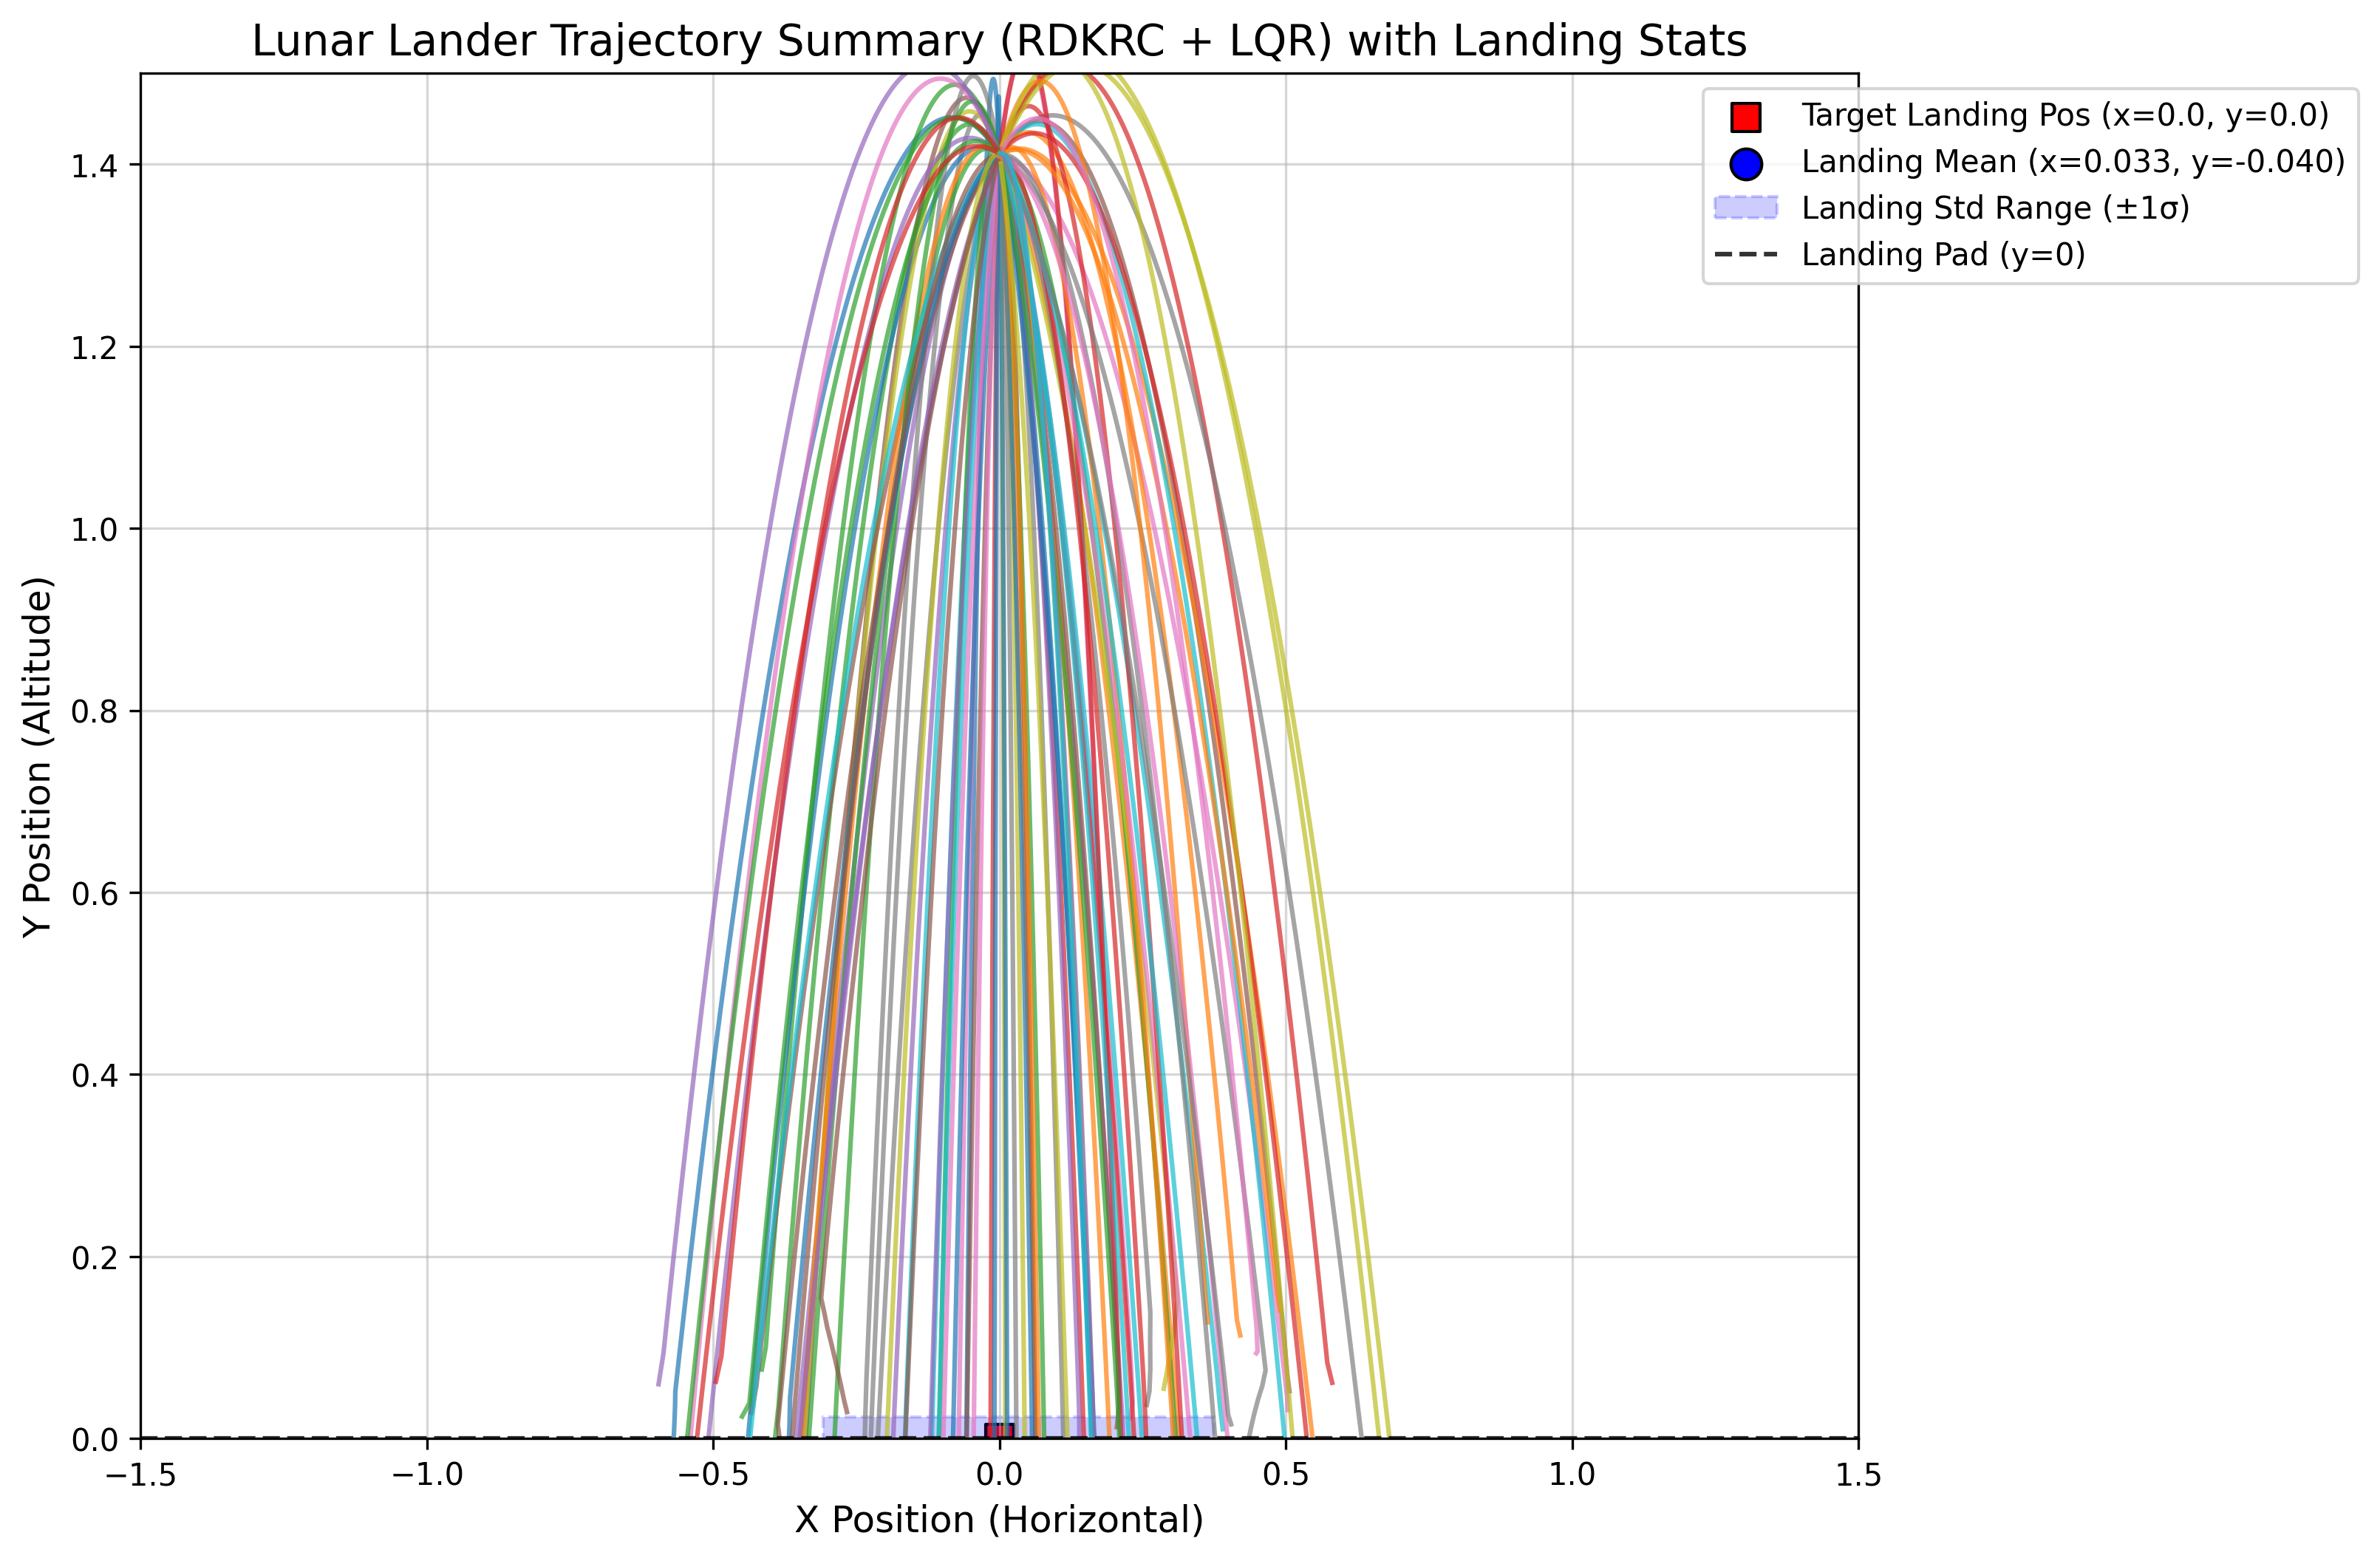 Lunar Lander Trajectory Summary (RDKRC + LQR) with Landing Stats
Target Landing Pos (x=0.0, y=0.0)
Landing Mean (x=0.033, y=-0.040)
Landing Std Range (±1σ)
Landing Pad (y=0)
Y Position (Altitude)
1.4
1.2
1.0
0.8
0.6
0.4
0.2
0.0
−1.5
−1.0
−0.5
0.0
0.5
1.0
1.5
X Position (Horizontal)